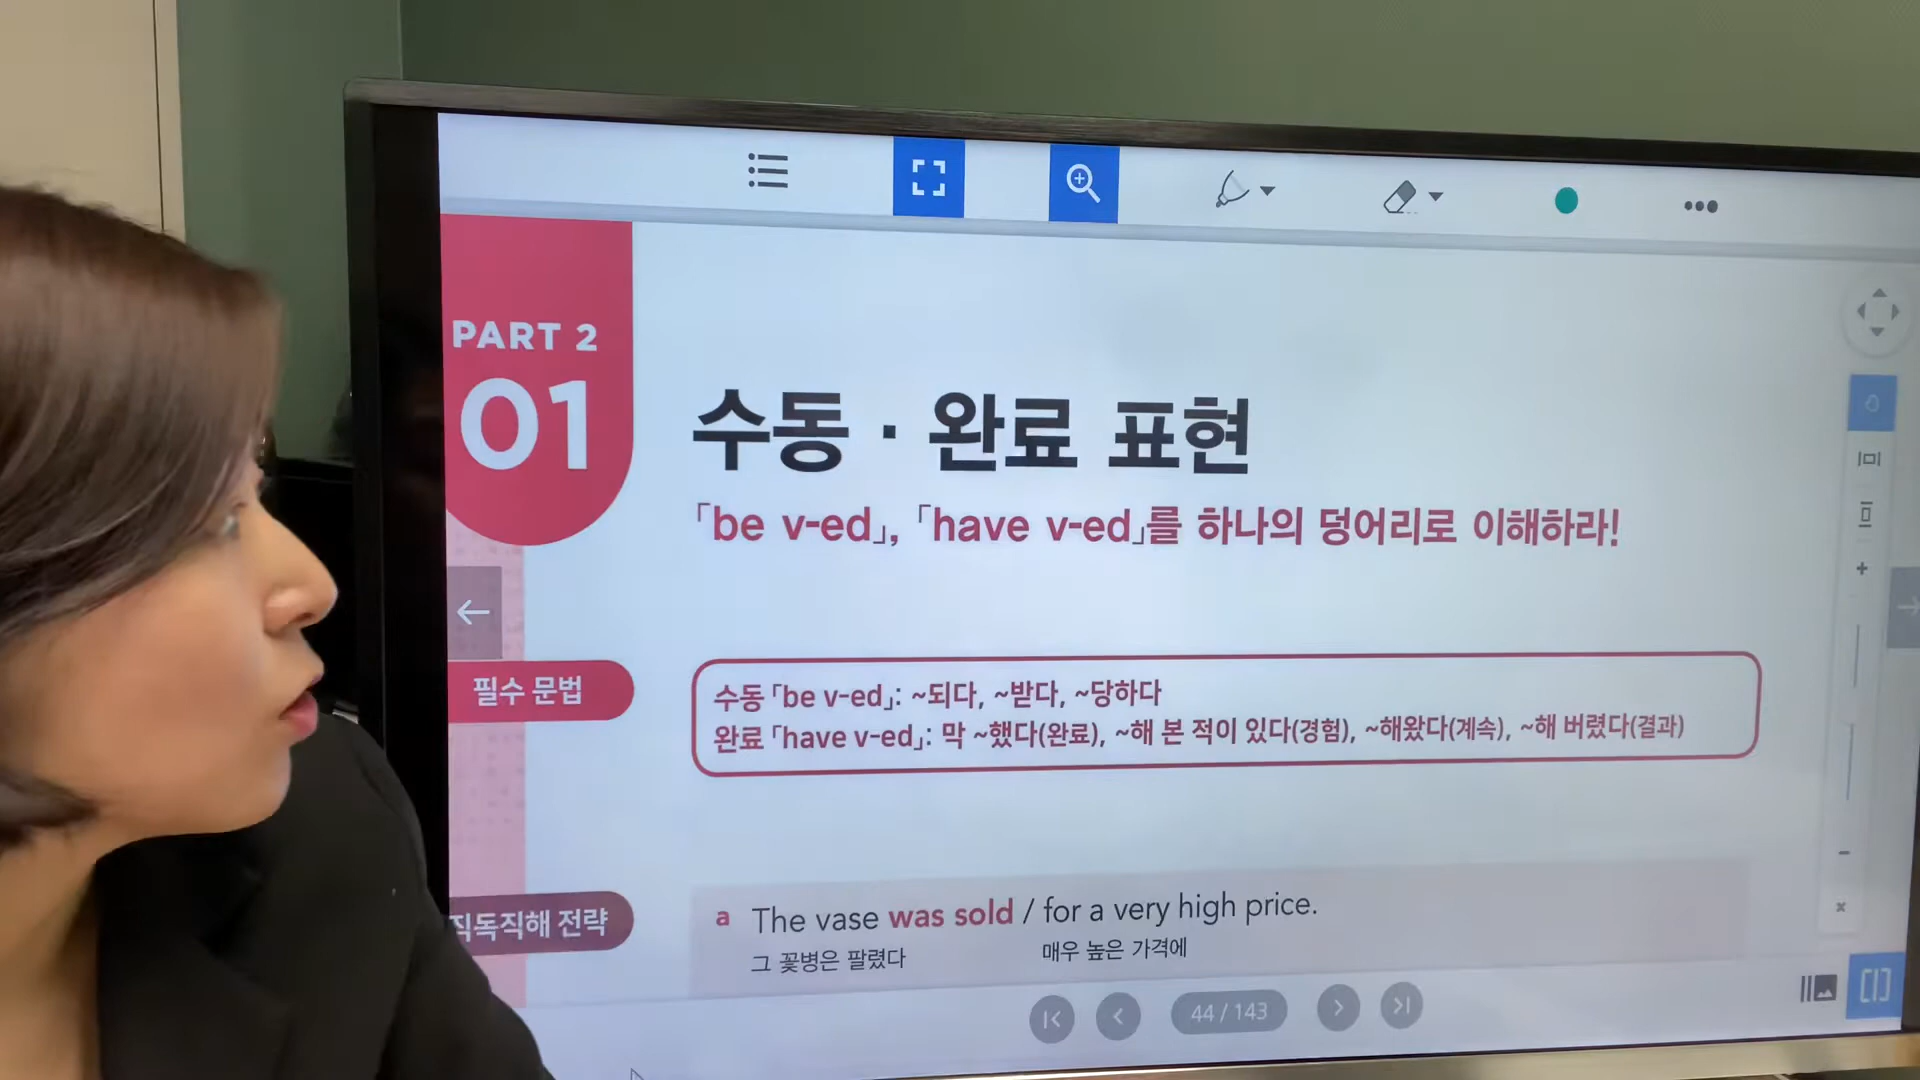 PART 2
01
수동 · 완료 표현
「be v-ed」, 「have v-ed」를 하나의 덩어리로 이해하라!
필수 문법
수동 「be v-ed」: ~되다, ~받다, ~당하다
완료 「have v-ed」: 막 ~했다(완료), ~해 본 적이 있다(경험), ~해왔다(계속), ~해 버렸다(결과)
직독직해 전략
a The vase was sold / for a very high price.
그 꽃병은 팔렸다 매우 높은 가격에
44 / 143